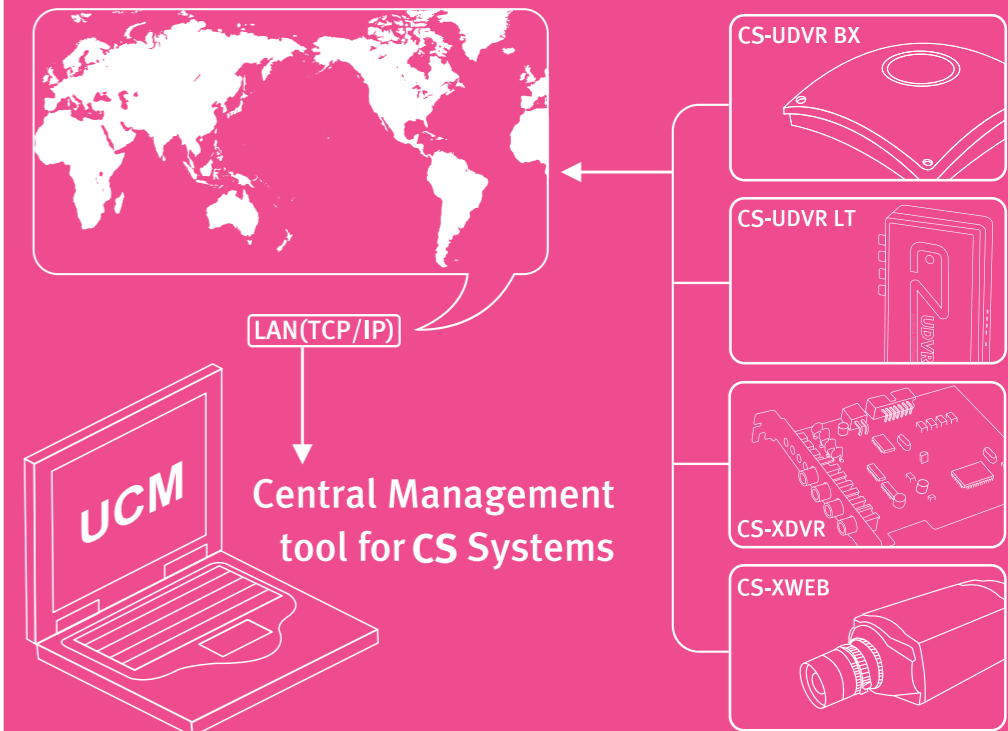 CS-UDVR BX
CS-UDVR LT
UDVR
LAN(TCP/IP)
UCM
Central Management
tool for CS Systems
CS-XDVR
CS-XWEB